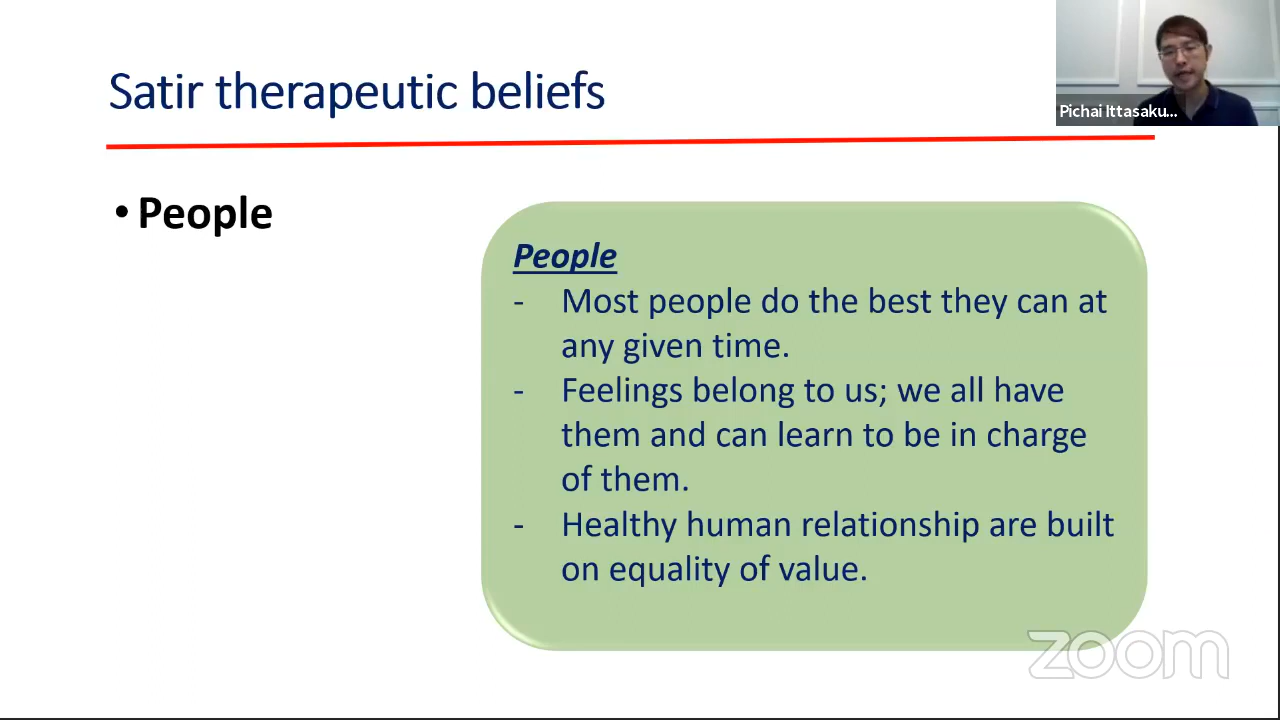 Satir therapeutic beliefs
Pichai Ittasaku...
• People
People
- Most people do the best they can at
any given time.
- Feelings belong to us; we all have
them and can learn to be in charge
of them.
- Healthy human relationship are built
on equality of value.
zoom